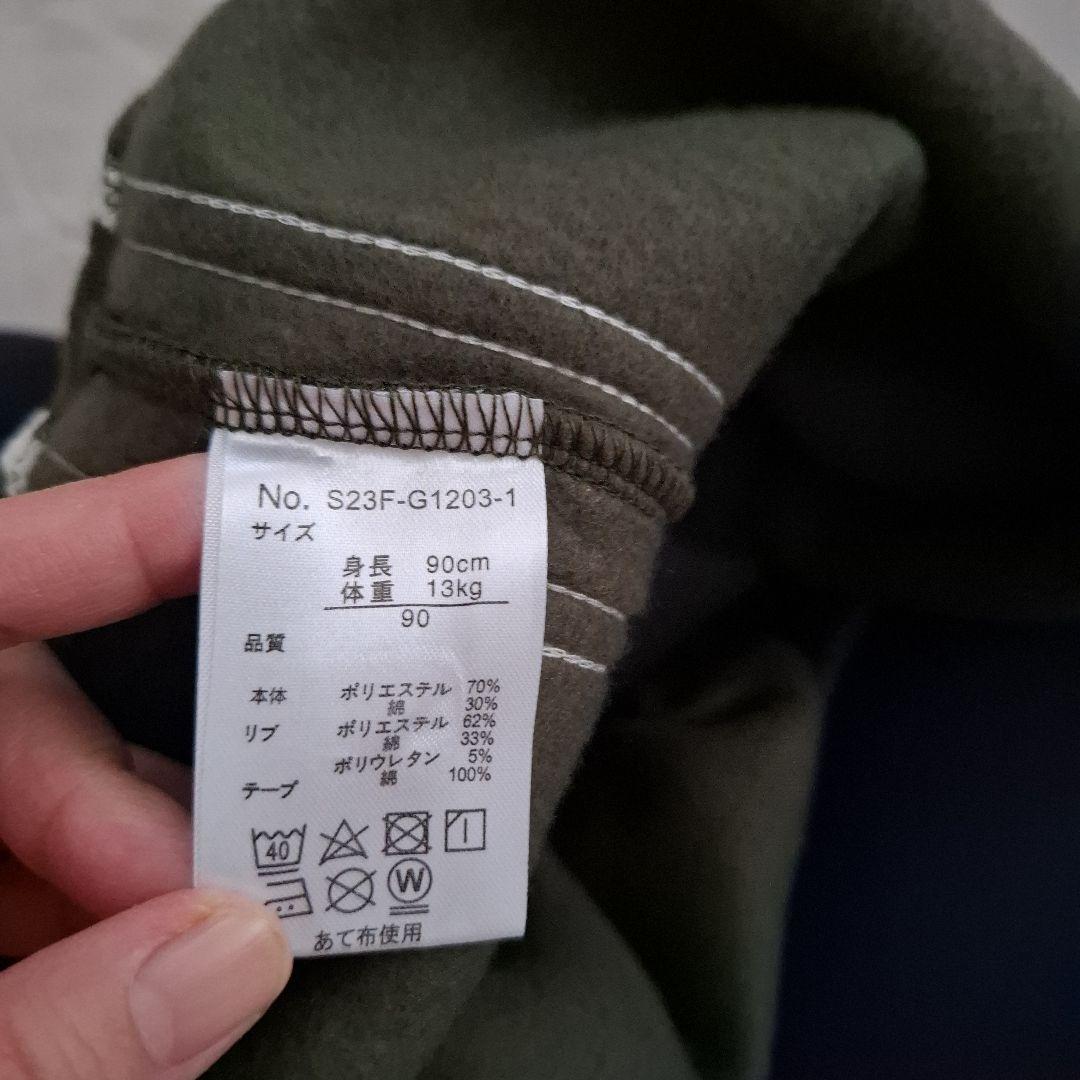 No. S23F-G1203-1
サイズ
身長 90cm
体重 13kg
90
品質
本体 ポリエステル 70%
綿 30%
リブ ポリエステル 62%
綿 33%
ポリウレタン 5%
テープ 綿 100%
40
W
あて布使用